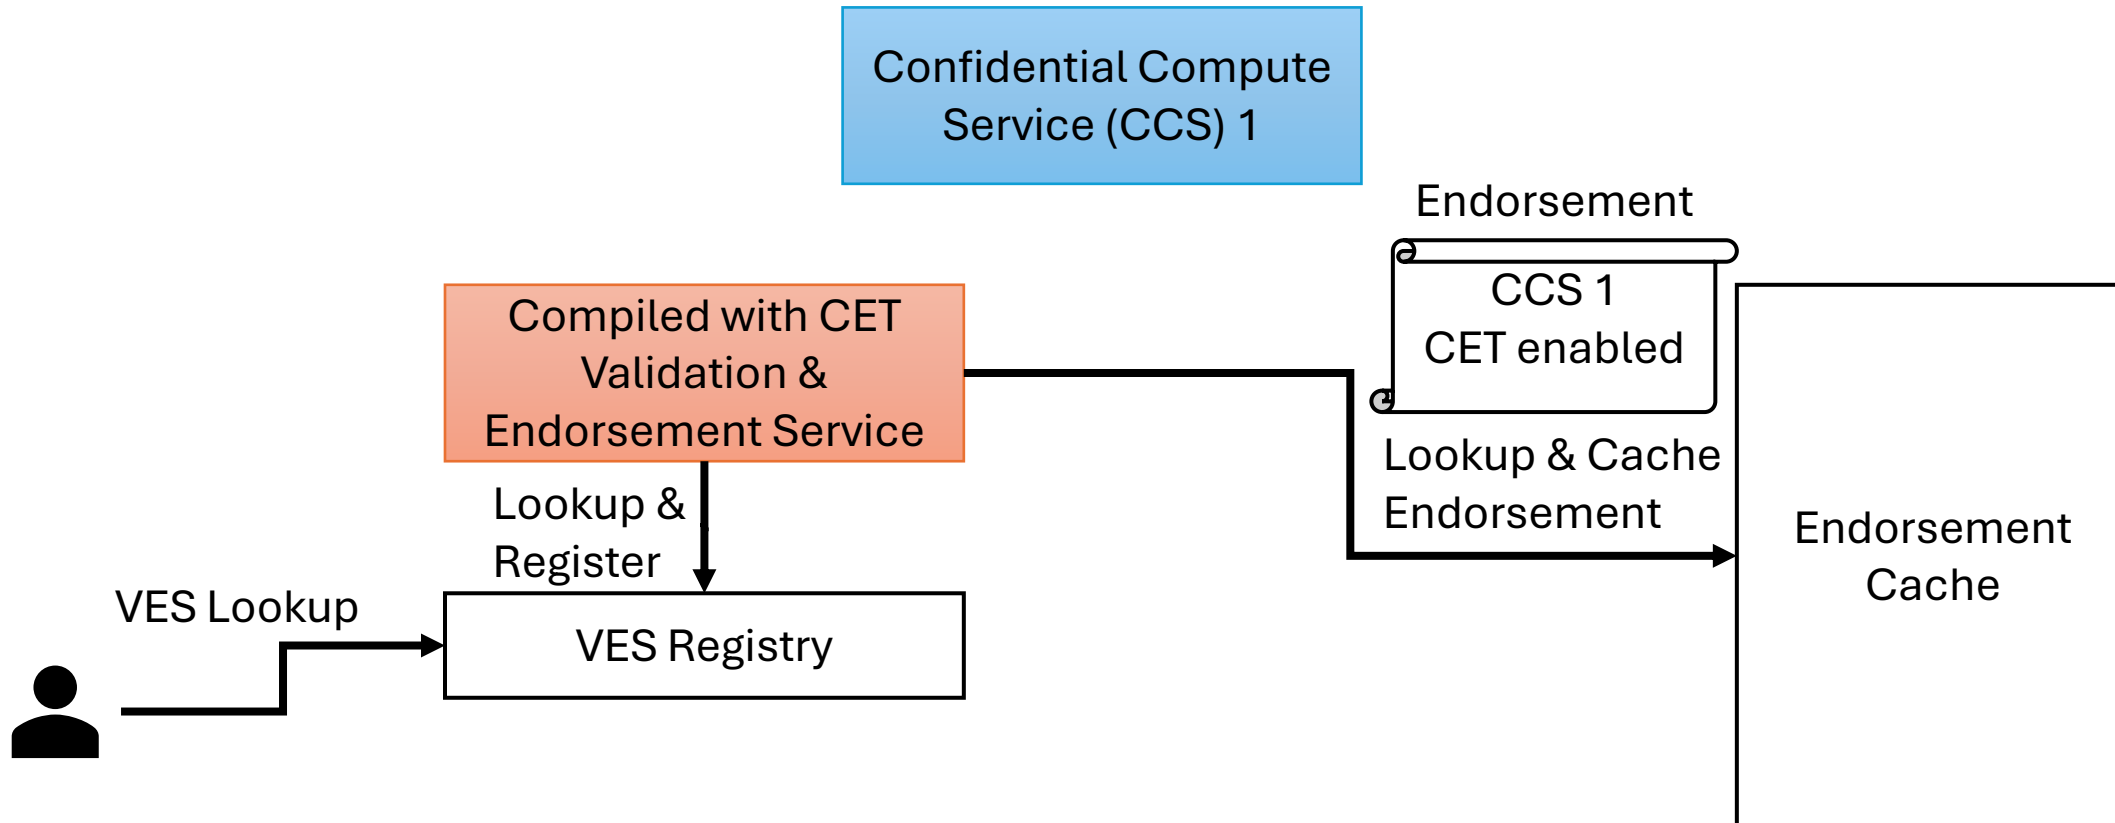 Confidential Compute
Service (CCS) 1
Endorsement
CCS 1
CET enabled
Compiled with CET
Validation &
Endorsement Service
Lookup & Cache
Endorsement
Lookup &
Register
Endorsement
Cache
VES Lookup
VES Registry